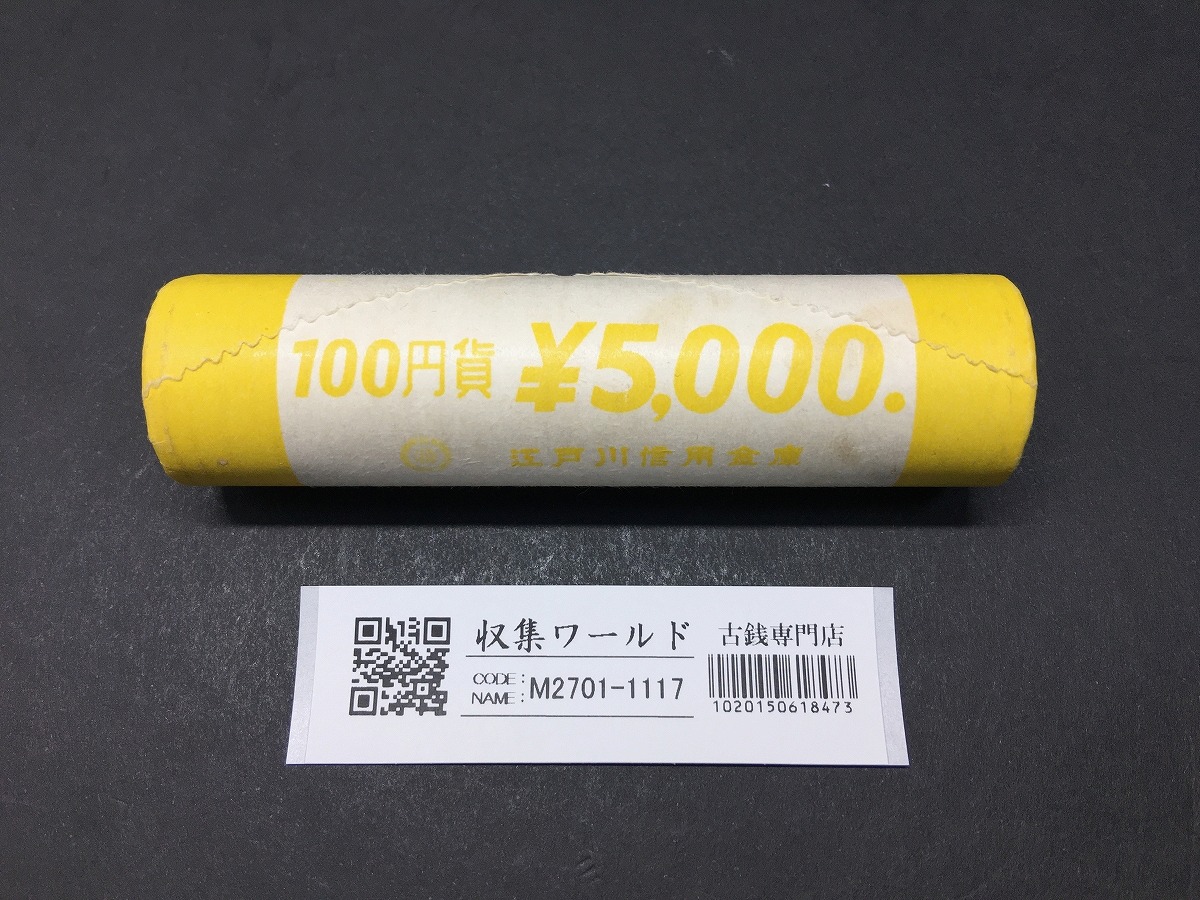 100円貨 ¥5,000.
江戸川信用金庫
収集ワールド 古銭専門店
CODE:
NAME: M2701-1117
1020150618473